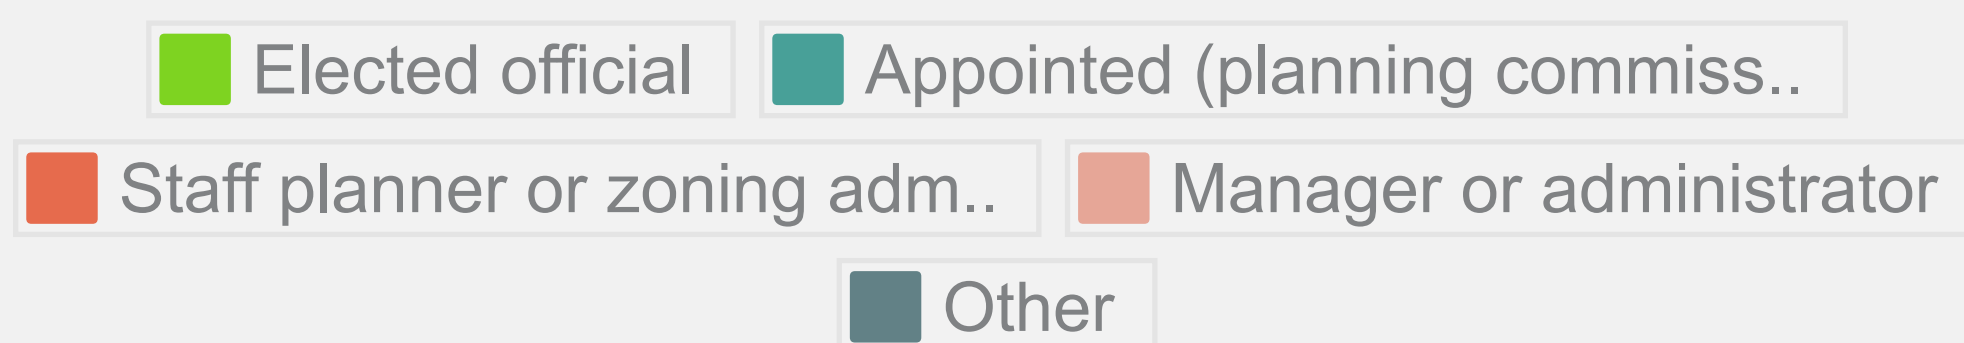 Elected official Appointed (planning commiss..
Staff planner or zoning adm.. Manager or administrator
Other